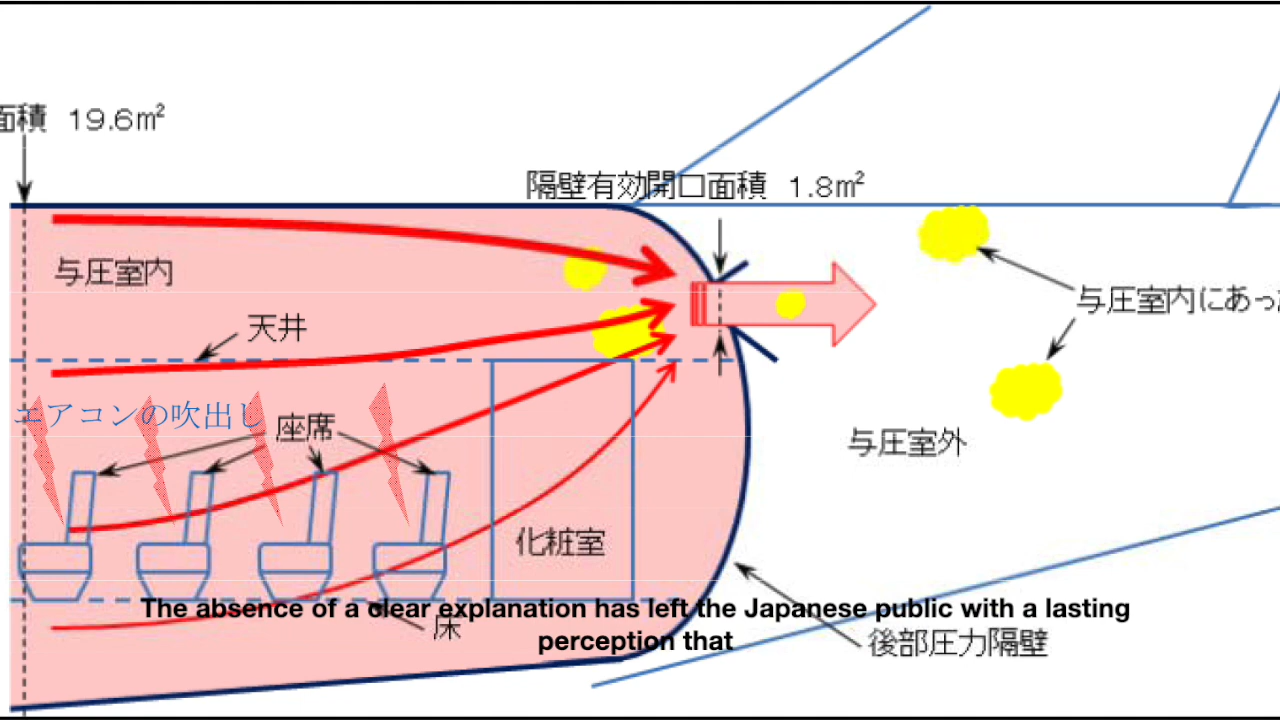 面積 19.6m²
隔壁有効開口面積 1.8m²
与圧室内
天井
与圧室内にあっ
エアコンの吹出し
座席
与圧室外
化粧室
The absence of a clear explanation has left the Japanese public with a lasting
perception that
床
後部圧力隔壁